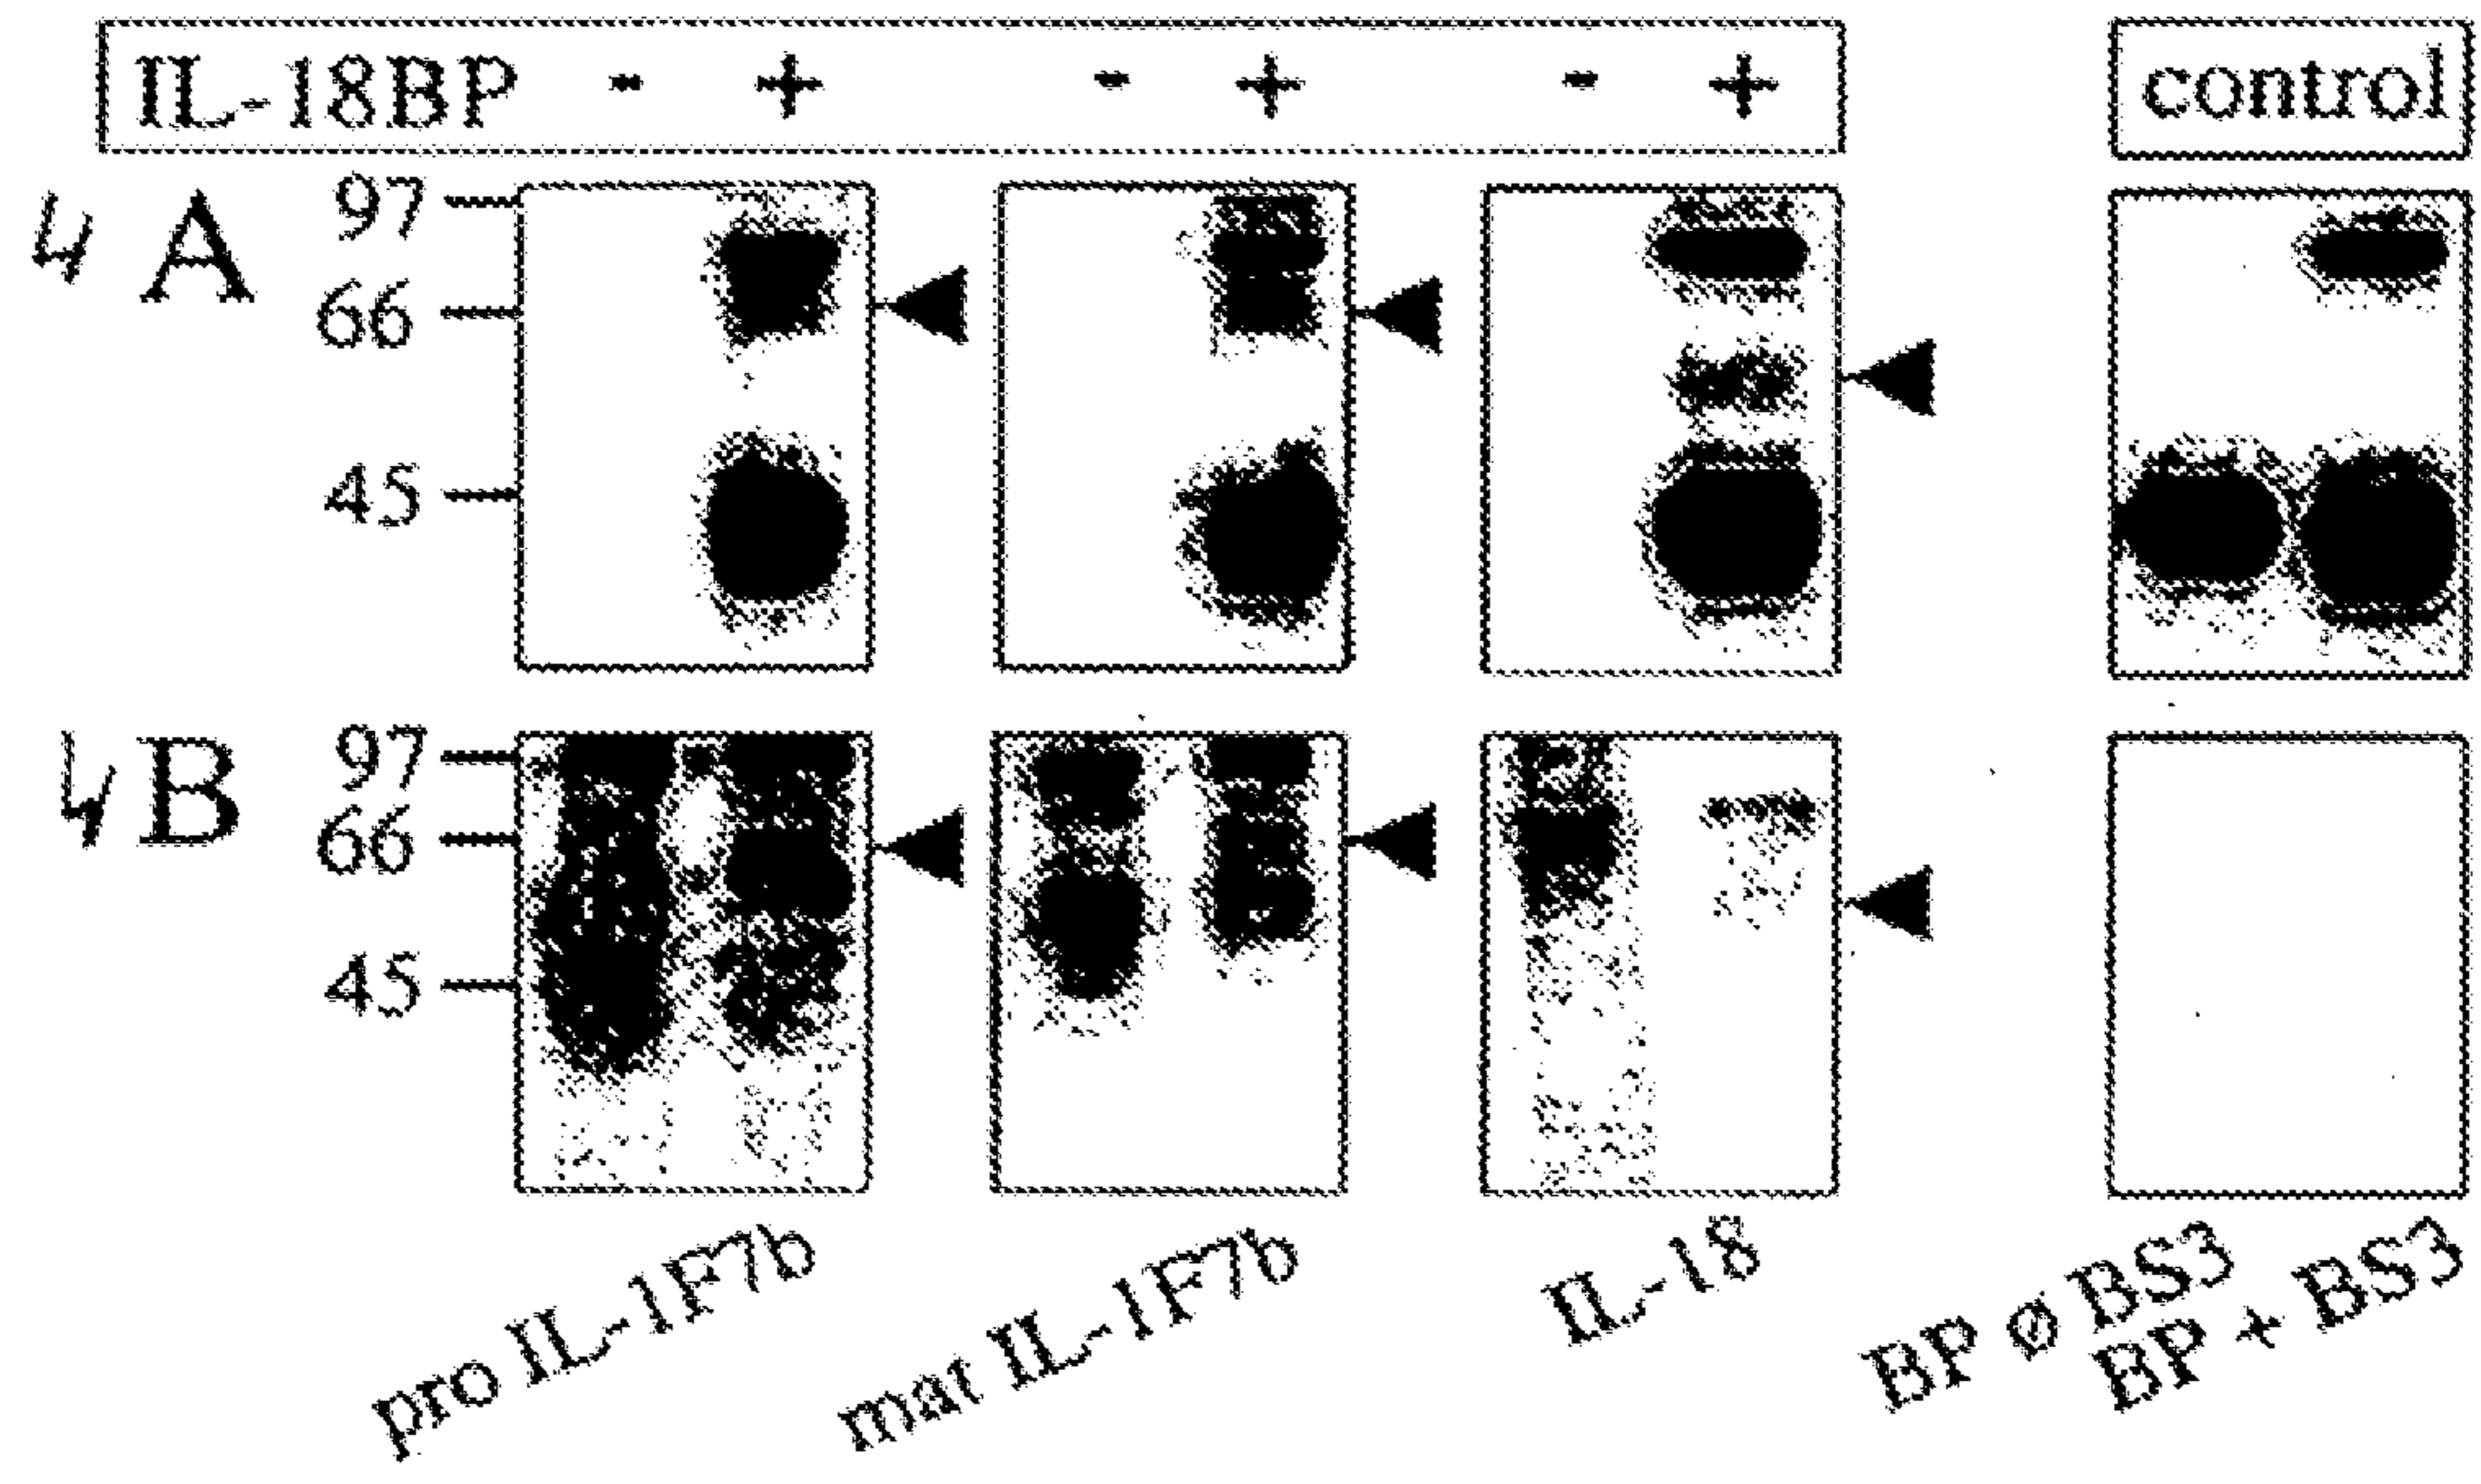 IL-18BP - + - + - + control
4 A
97
66
45
4 B
97
66
45
pro IL-1F7b
mat IL-1F7b
IL-18
BP ø BS3
BP + BS3